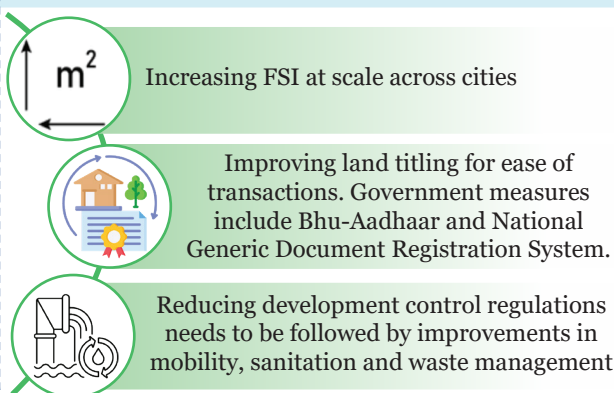 m²
Increasing FSI at scale across cities
Improving land titling for ease of
transactions. Government measures
include Bhu-Aadhaar and National
Generic Document Registration System.
Reducing development control regulations
needs to be followed by improvements in
mobility, sanitation and waste management